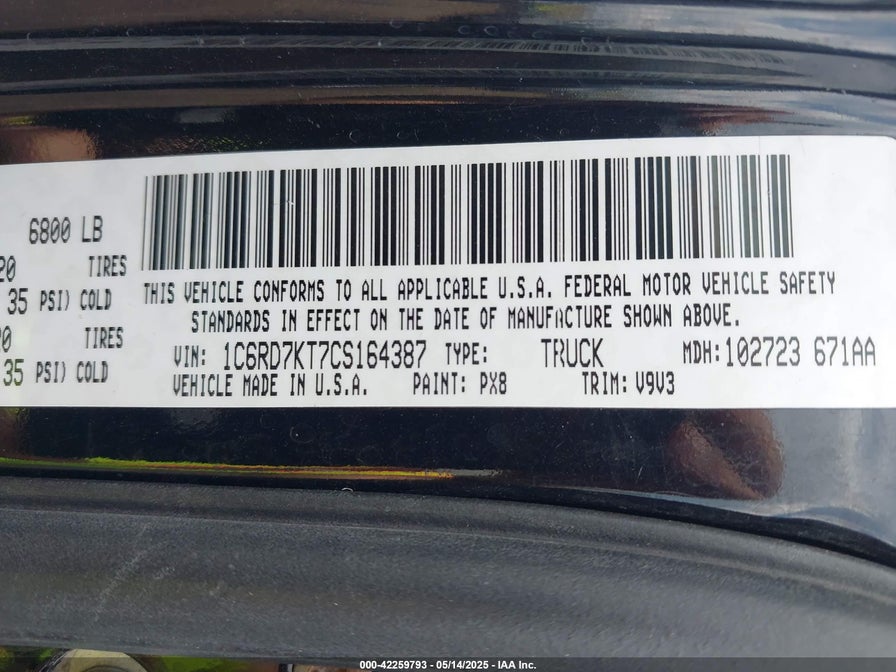 6800 LB
20 TIRES
35 PSI) COLD
20 TIRES
35 PSI) COLD
THIS VEHICLE CONFORMS TO ALL APPLICABLE U.S.A. FEDERAL MOTOR VEHICLE SAFETY
STANDARDS IN EFFECT ON THE DATE OF MANUFACTURE SHOWN ABOVE.
VIN: 1C6RD7KT7CS164387 TYPE: TRUCK MDH: 102723 671AA
VEHICLE MADE IN U.S.A. PAINT: PX8 TRIM: V9V3
000-42259793 - 05/14/2025 - IAA Inc.